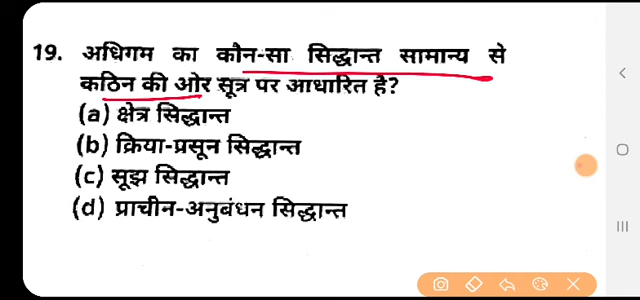 19. अधिगम का कौन-सा सिद्धान्त सामान्य से
कठिन की ओर सूत्र पर आधारित है?
(a) क्षेत्र सिद्धान्त
(b) क्रिया-प्रसून सिद्धान्त
(c) सूझ सिद्धान्त
(d) प्राचीन-अनुबंधन सिद्धान्त